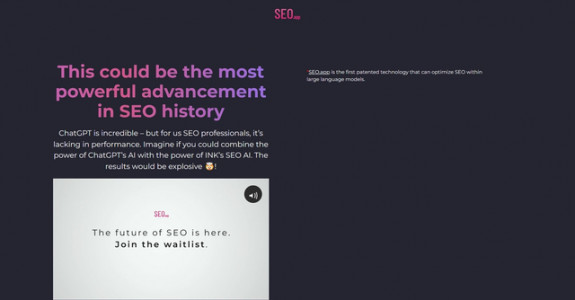 SEO.app
This could be the most
powerful advancement
in SEO history
ChatGPT is incredible – but for us SEO professionals, it's
lacking in performance. Imagine if you could combine the
power of ChatGPT's AI with the power of INK's SEO AI. The
results would be explosive 🤯!
SEO.app
The future of SEO is here.
Join the waitlist.
SEO.app is the first patented technology that can optimize SEO within
large language models.